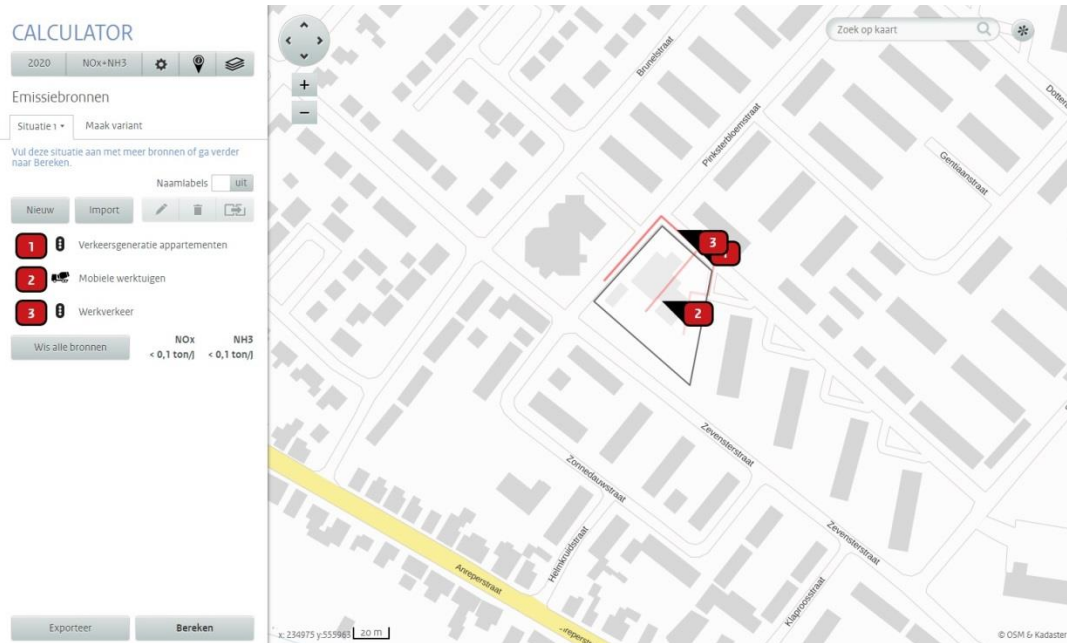 CALCULATOR
2020
NOx+NH3
Emissiebronnen
Situatie 1
Maak variant
Vul deze situatie aan met meer bronnen of ga verder
naar Bereken.
Naamlabels
uit
Nieuw
Import
1 Verkeersgeneratie appartementen
2 Mobiele werktuigen
3 Werkverkeer
Wis alle bronnen
NOx NH3
< 0,1 ton/j < 0,1 ton/j
Exporteer
Bereken
Zoek op kaart
+
−
Brunelstraat
Pinksterbloemstraat
Gentiaanstraat
3
2
Zevensterstraat
Zonnedauwstraat
Helmkruidstraat
Zevensterstraat
Klaproosstraat
Anreperstraat
x: 234975 y:555963
20 m
© OSM & Kadaster